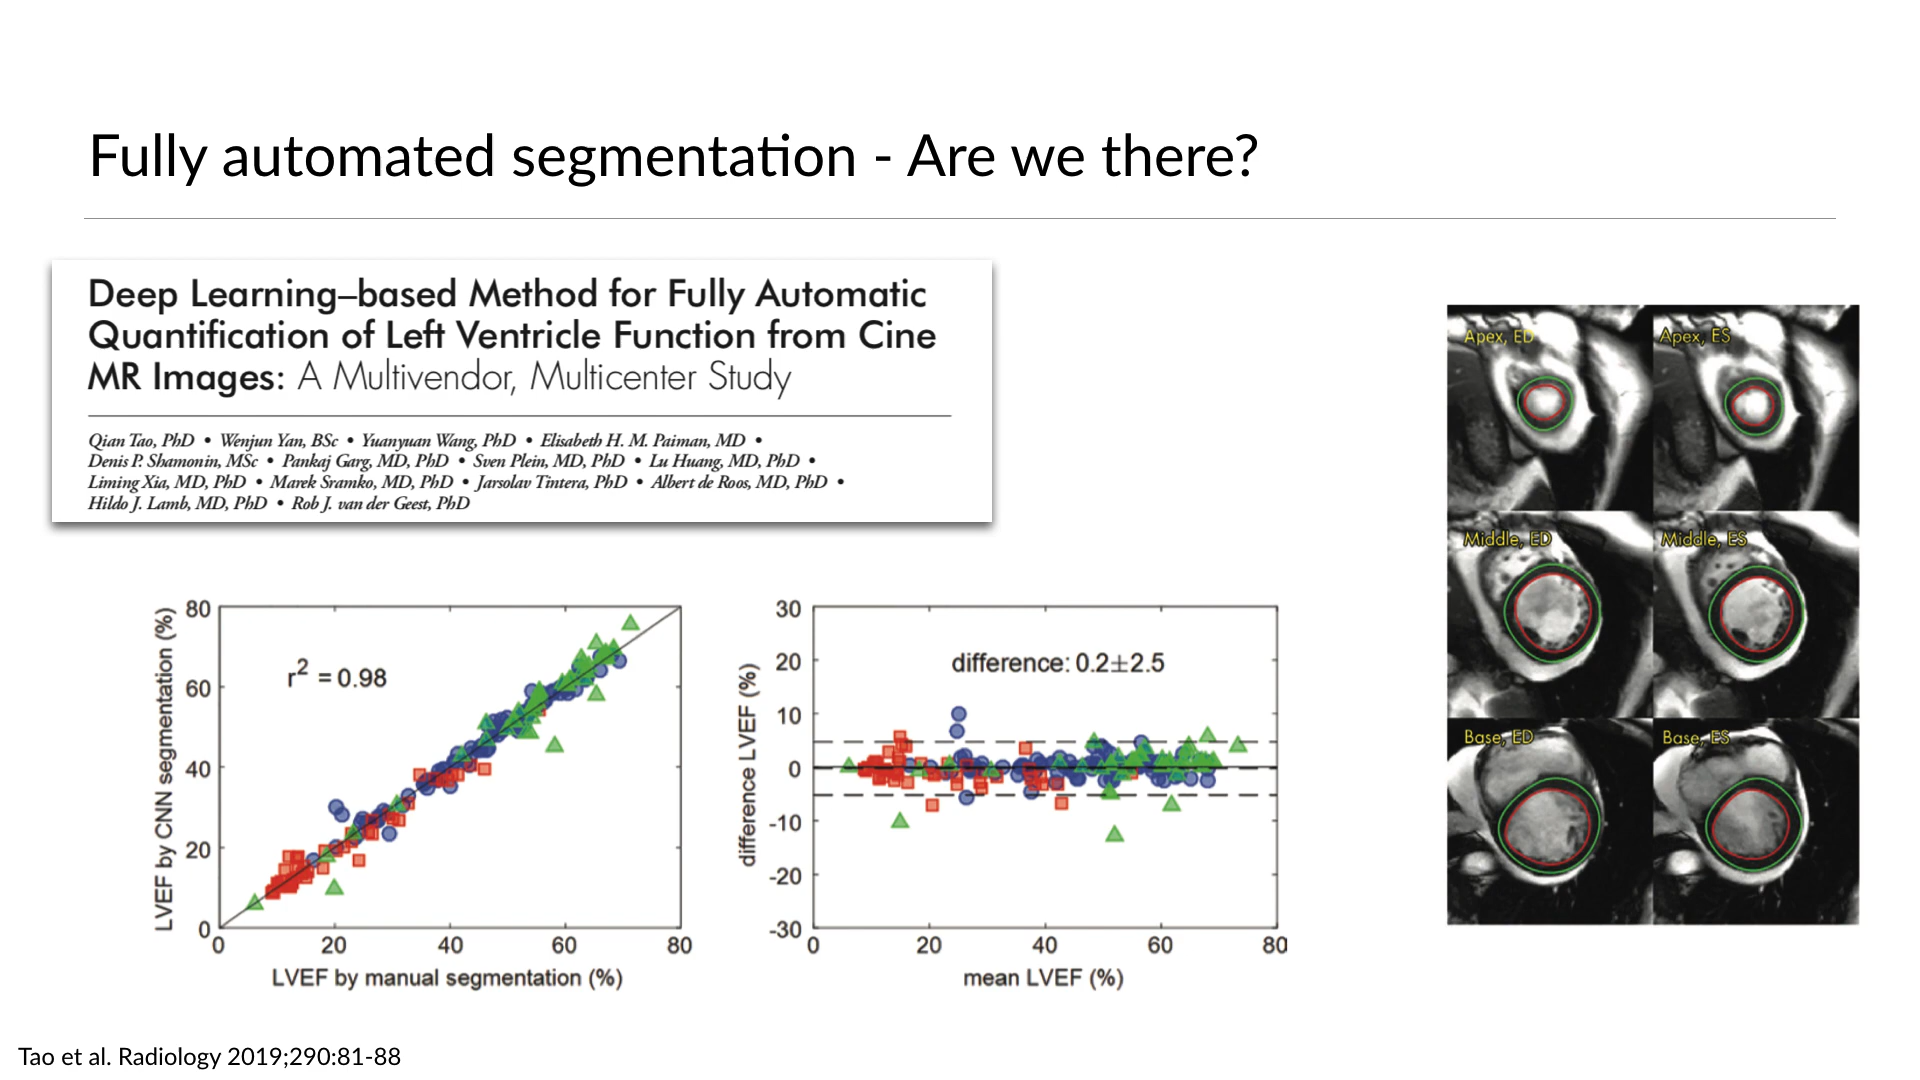 Fully automated segmentation - Are we there?
Deep Learning–based Method for Fully Automatic
Quantification of Left Ventricle Function from Cine
MR Images: A Multivendor, Multicenter Study
Qian Tao, PhD • Wenjun Yan, BSc • Yuanyuan Wang, PhD • Elisabeth H. M. Paiman, MD •
Denis P. Shamonin, MSc • Pankaj Garg, MD, PhD • Sven Plein, MD, PhD • Lu Huang, MD, PhD •
Liming Xia, MD, PhD • Marek Sramko, MD, PhD • Jarsolav Tintera, PhD • Albert de Roos, MD, PhD •
Hildo J. Lamb, MD, PhD • Rob J. van der Geest, PhD
LVEF by CNN segmentation (%)
80
60
40
20
0
r² = 0.98
0 20 40 60 80
LVEF by manual segmentation (%)
difference LVEF (%)
30
20
10
0
-10
-20
-30
difference: 0.2±2.5
0 20 40 60 80
mean LVEF (%)
Apex, ED
Apex, ES
Middle, ED
Middle, ES
Base, ED
Base, ES
Tao et al. Radiology 2019;290:81-88